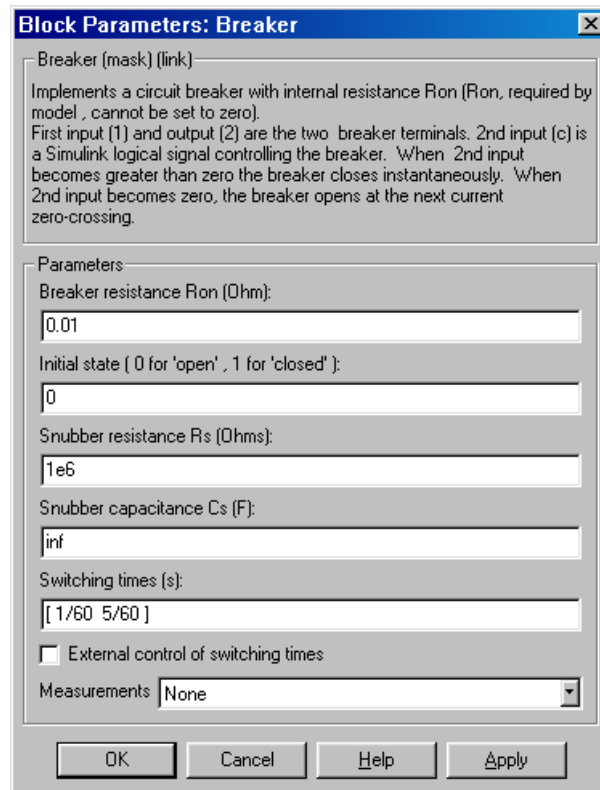 Block Parameters: Breaker
Breaker (mask) (link)
Implements a circuit breaker with internal resistance Ron (Ron, required by
model , cannot be set to zero).
First input (1) and output (2) are the two breaker terminals. 2nd input (c) is
a Simulink logical signal controlling the breaker. When 2nd input
becomes greater than zero the breaker closes instantaneously. When
2nd input becomes zero, the breaker opens at the next current
zero-crossing.
Parameters
Breaker resistance Ron (Ohm):
0.01
Initial state ( 0 for 'open' , 1 for 'closed' ):
0
Snubber resistance Rs (Ohms):
1e6
Snubber capacitance Cs (F):
inf
Switching times (s):
[ 1/60 5/60 ]
External control of switching times
Measurements None
OK Cancel Help Apply